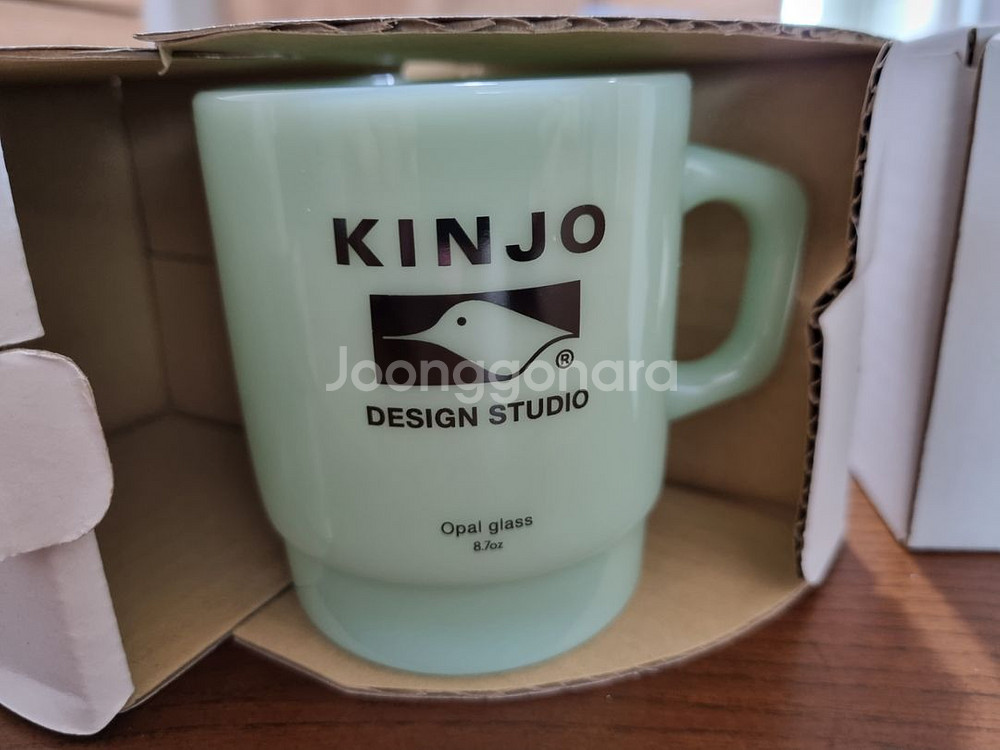 KINJO
®
Joonggonara
DESIGN STUDIO
Opal glass
8.7oz